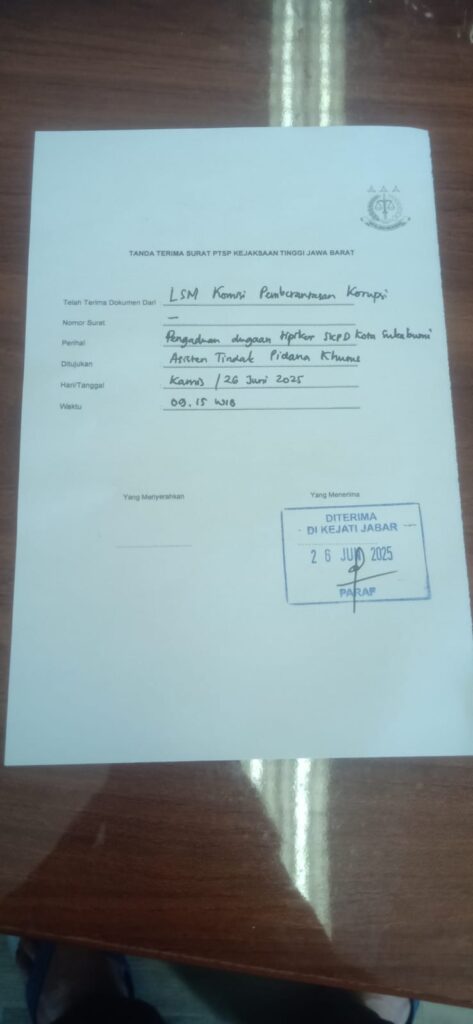 TANDA TERIMA SURAT PTSP KEJAKSAAN TINGGI JAWA BARAT
Telah Terima Dokumen Dari LSM Komisi Pemberantasan Korupsi
Nomor Surat –
Perihal Pengaduan dugaan tipikor SKPD Kota Sukabumi
Ditujukan Asisten Tindak Pidana Khusus
Hari/Tanggal Kamis / 26 Juni 2025
Waktu 09.15 WIB
Yang Menyerahkan Yang Menerima
DITERIMA
DI KEJATI JABAR
26 JUN 2025
PARAF